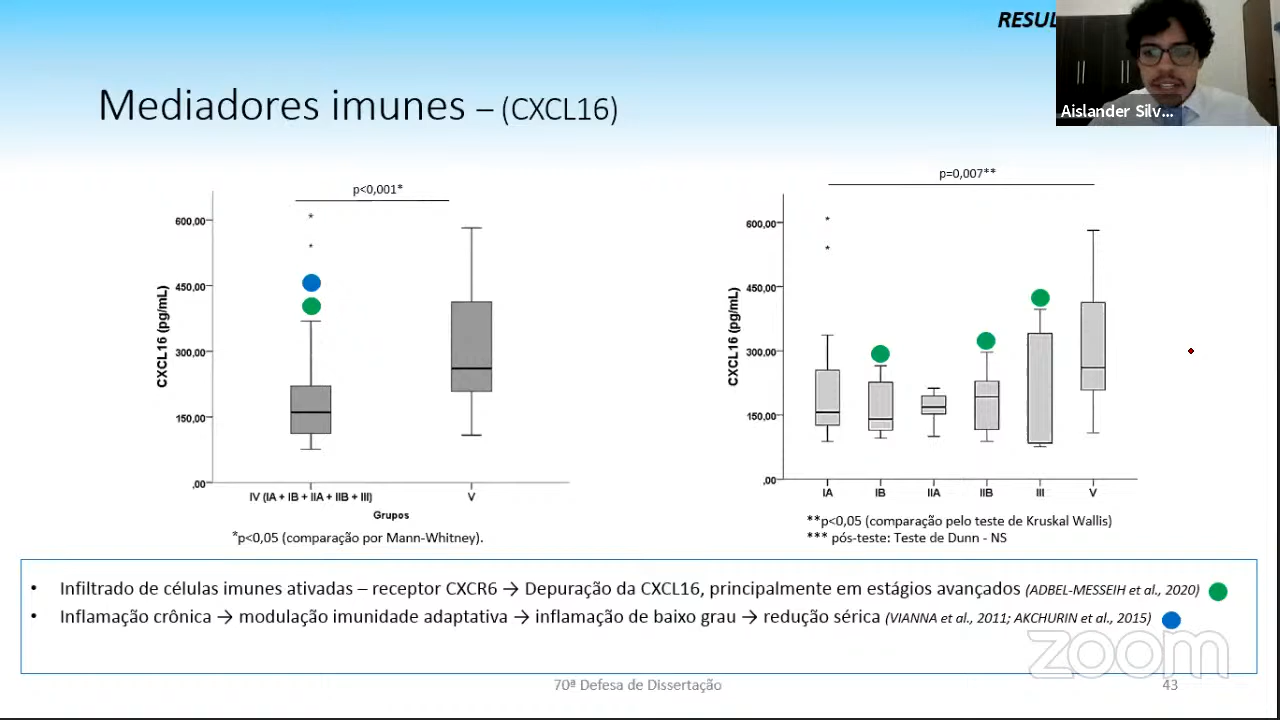 RESUL
Aislander Silv...
Mediadores imunes – (CXCL16)
p<0,001*
600,00
450,00
300,00
150,00
,00
CXCL16 (pg/mL)
IV (IA + IB + IIA + IIB + III)
V
Grupos
*p<0,05 (comparação por Mann-Whitney).
p=0,007**
600,00
450,00
300,00
150,00
,00
CXCL16 (pg/mL)
IA IB IIA IIB III V
**p<0,05 (comparação pelo teste de Kruskal Wallis)
*** pós-teste: Teste de Dunn - NS
• Infiltrado de células imunes ativadas – receptor CXCR6 → Depuração da CXCL16, principalmente em estágios avançados (ADBEL-MESSEIH et al., 2020)
• Inflamação crônica → modulação imunidade adaptativa → inflamação de baixo grau → redução sérica (VIANNA et al., 2011; AKCHURIN et al., 2015)
zoom
70ª Defesa de Dissertação
43